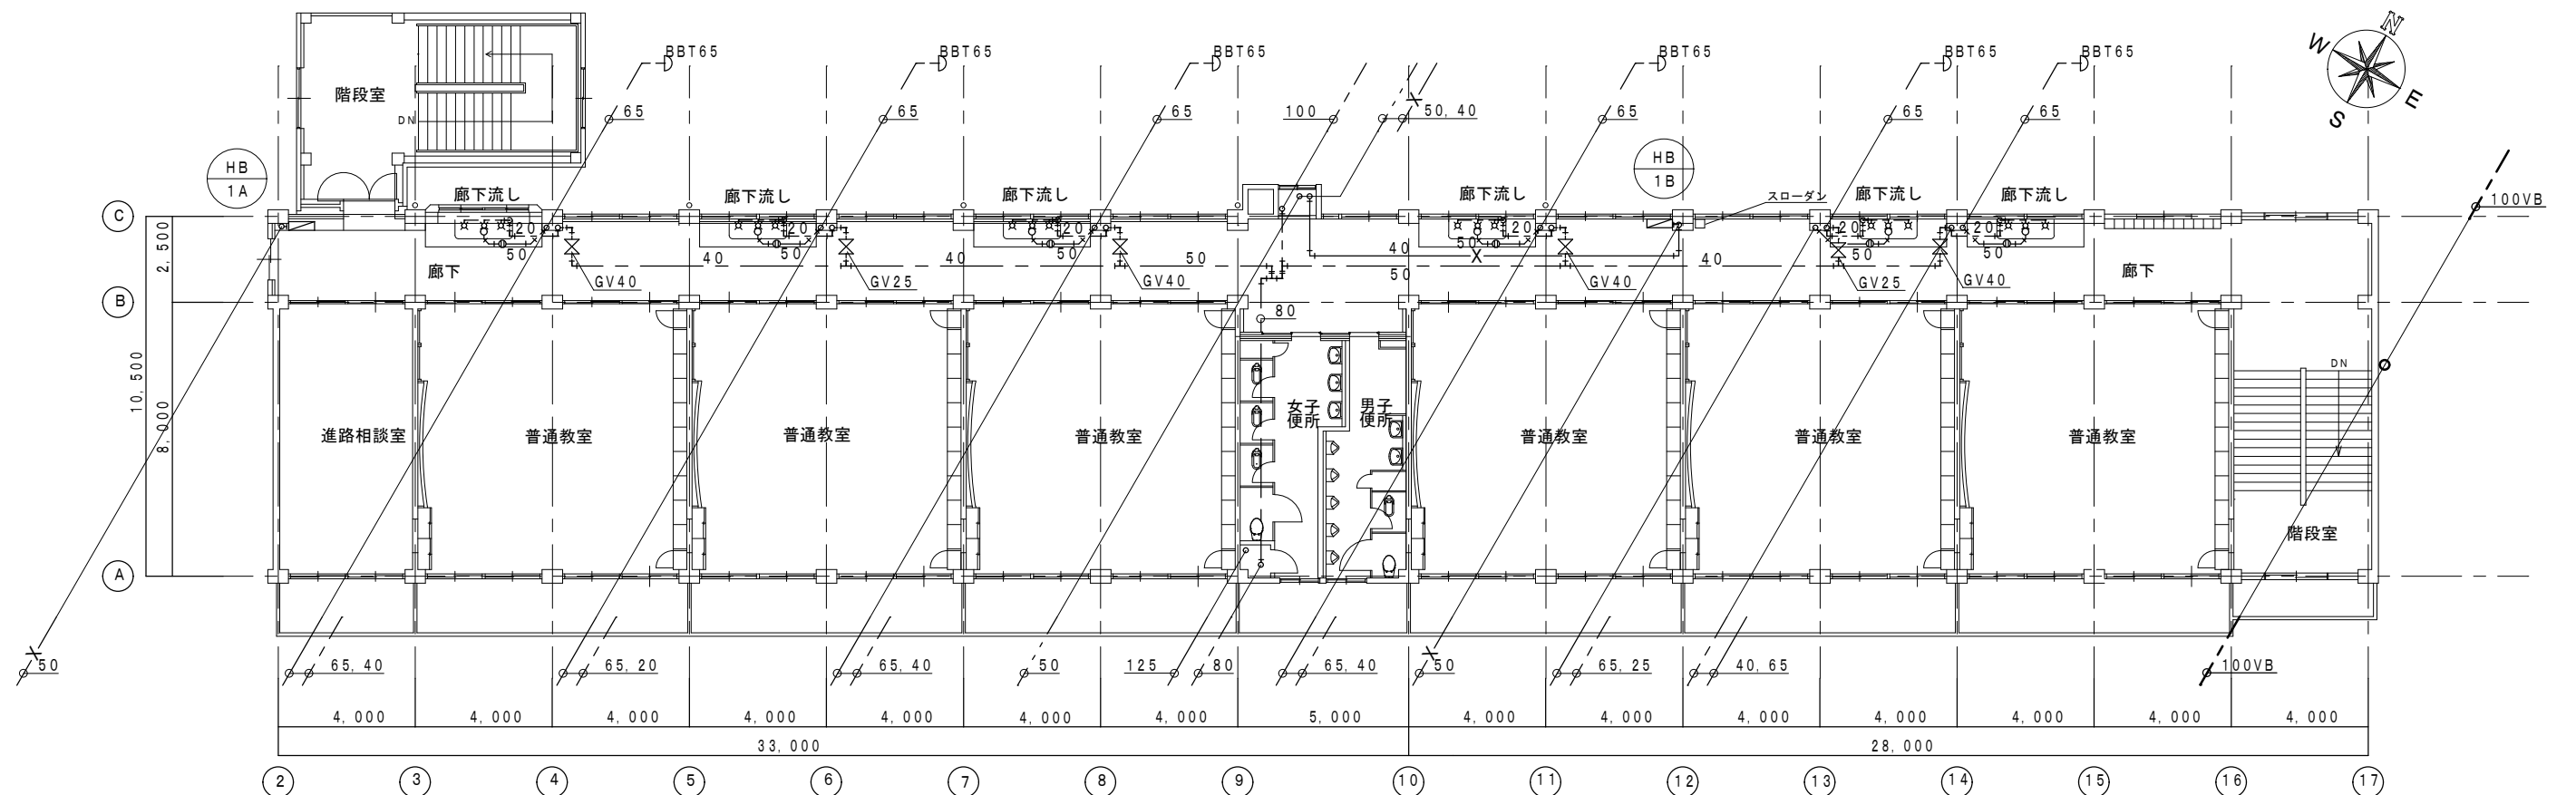 BBT65 BBT65 BBT65 BBT65 BBT65 BBT65
N
W
E
S
階段室
DN
65 65 65 100 50, 40 65 65 65
HB
1A
HB
1B
廊下流し 廊下流し 廊下流し 廊下流し 廊下流し 廊下流し
スローダン
100VB
C
20 20 20 20 20 20
50 50 50 50 50 50
2,500
廊下
40 40 50 40 50 40
廊下
GV40 GV25 GV40 GV40 GV25 GV40
B
80
10,500
8,000
DN
進路相談室 普通教室 普通教室 普通教室
女子
便所
男子
便所
普通教室 普通教室 普通教室
階段室
A
50 65, 40 65, 20 65, 40 50 125 80 65, 40 50 65, 25 40, 65 100VB
4,000 4,000 4,000 4,000 4,000 4,000 4,000 5,000 4,000 4,000 4,000 4,000 4,000 4,000 4,000
33,000 28,000
2 3 4 5 6 7 8 9 10 11 12 13 14 15 16 17